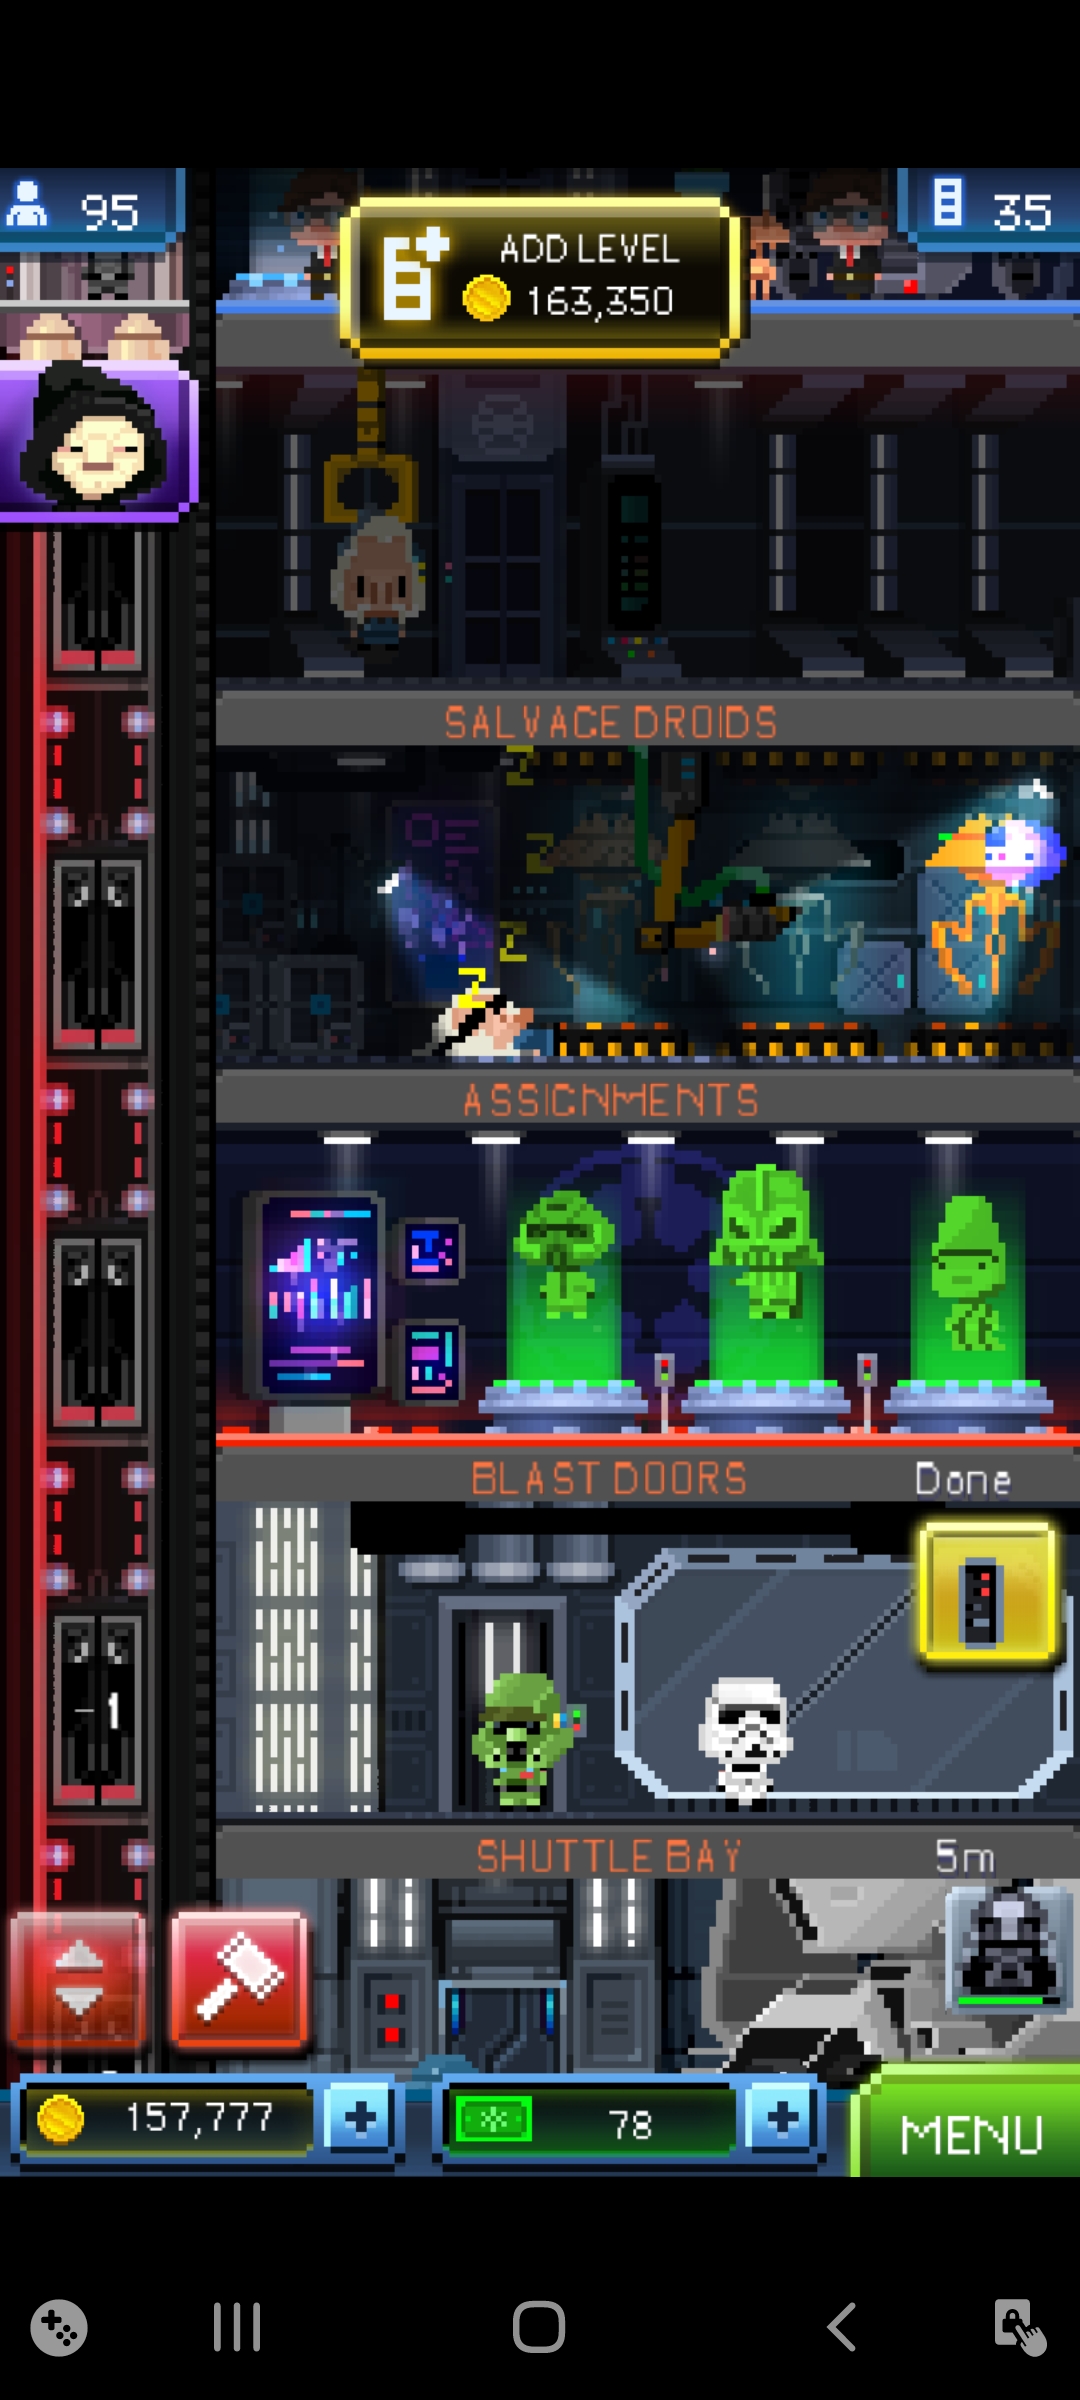 95
ADD LEVEL
163,350
35
SALVAGE DROIDS
Z
Z
Z
Z
ASSIGNMENTS
BLAST DOORS
Done
-1
SHUTTLE BAY
5m
157,777
78
MENU